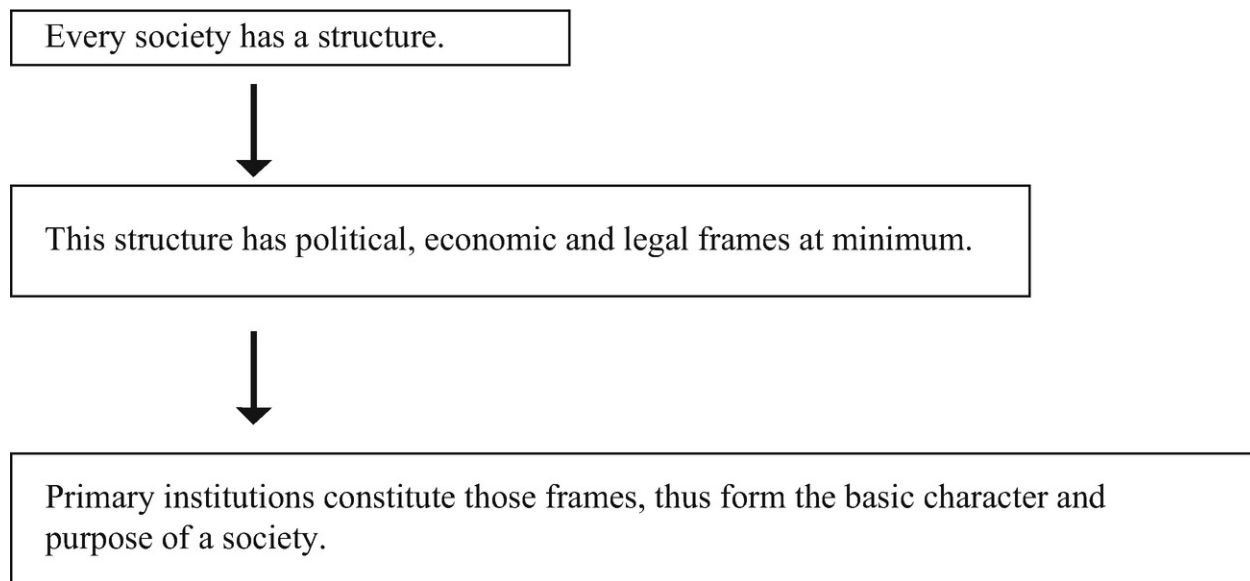 Every society has a structure.
This structure has political, economic and legal frames at minimum.
Primary institutions constitute those frames, thus form the basic character and
purpose of a society.